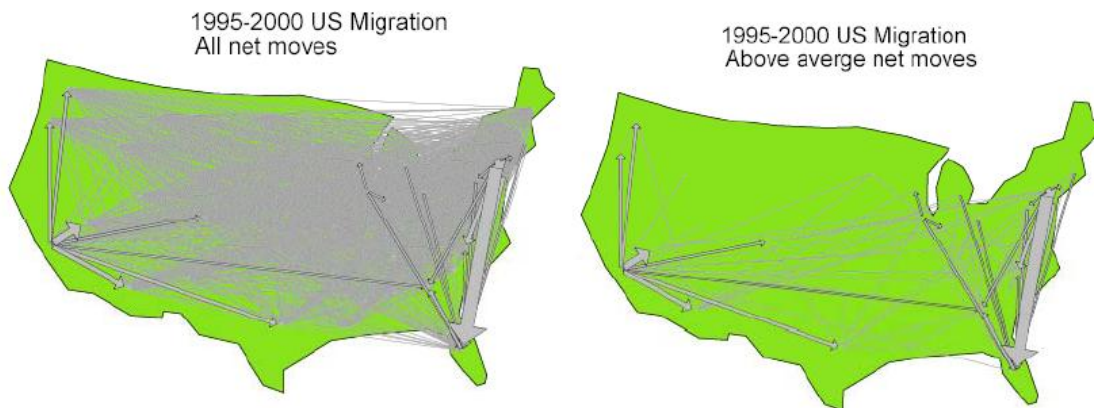 1995-2000 US Migration
All net moves
1995-2000 US Migration
Above averge net moves